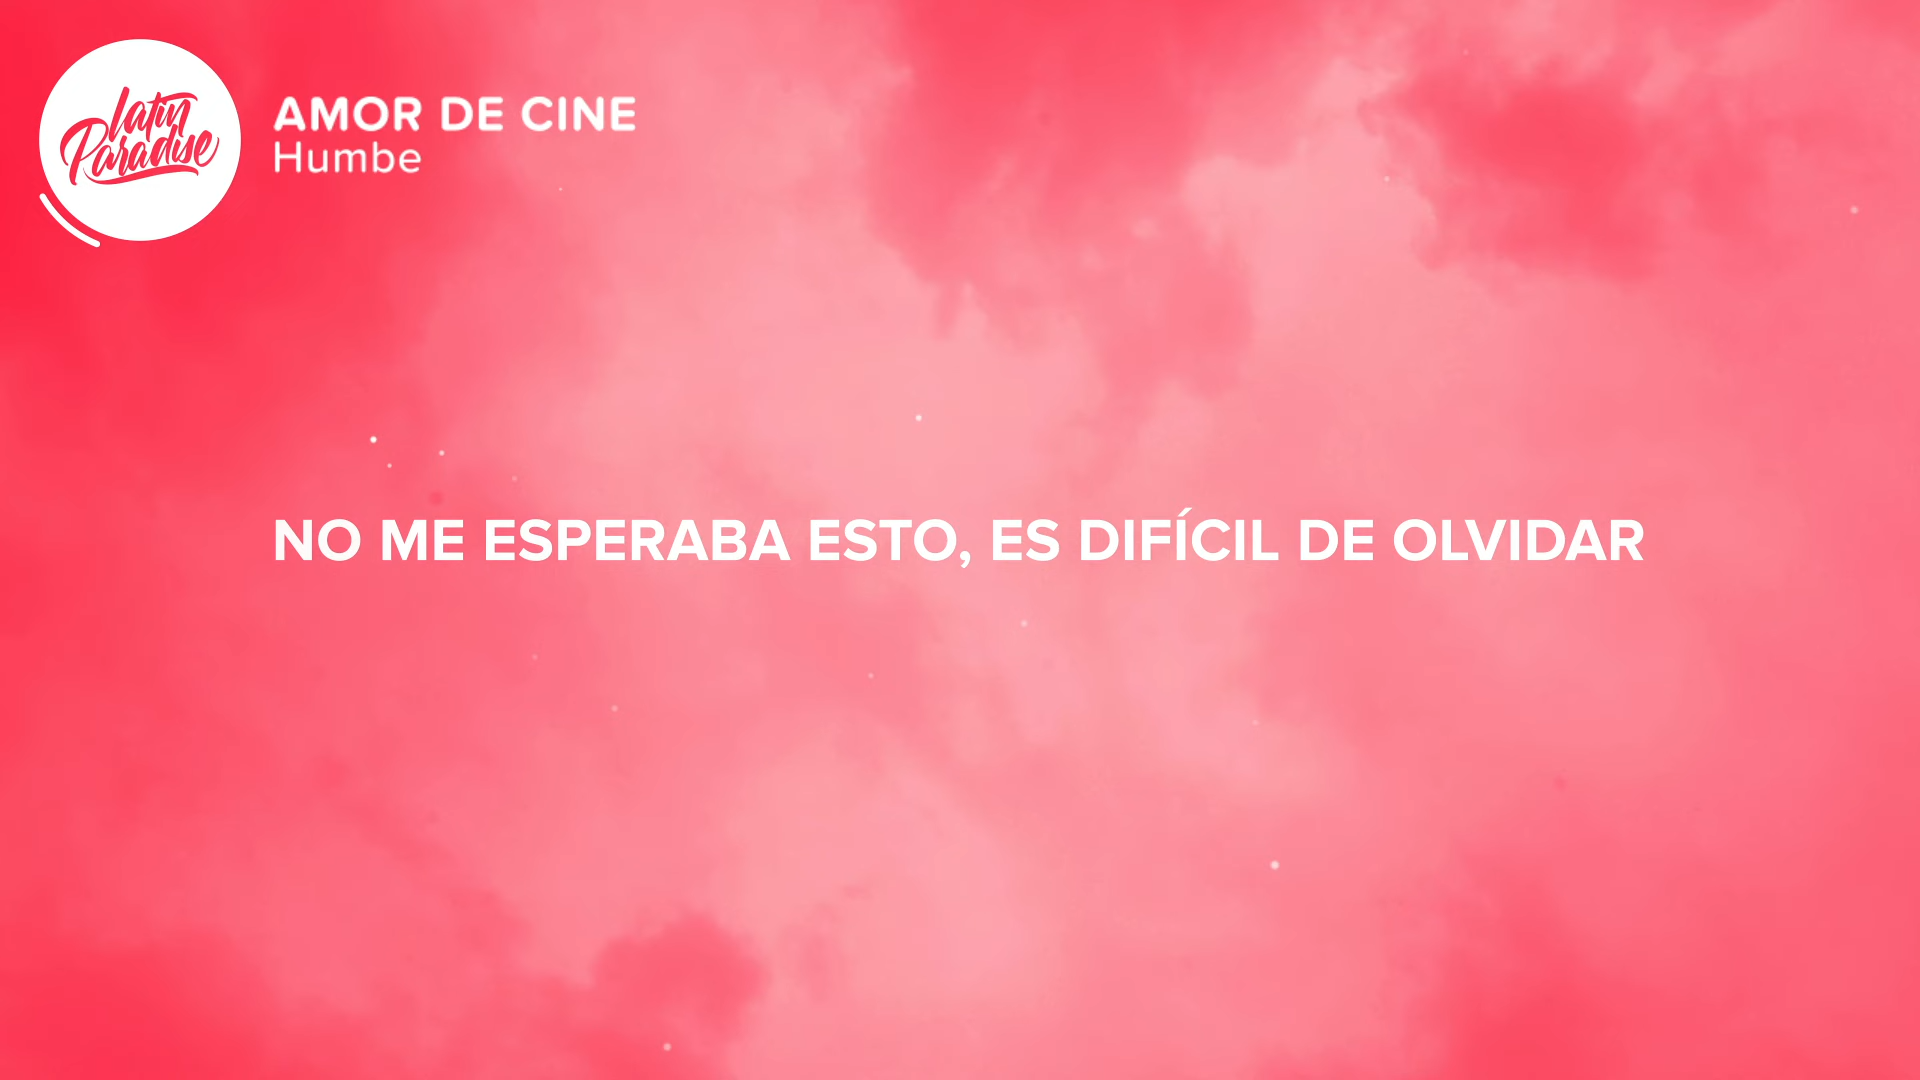 latin
Paradise
AMOR DE CINE
Humbe
NO ME ESPERABA ESTO, ES DIFÍCIL DE OLVIDAR